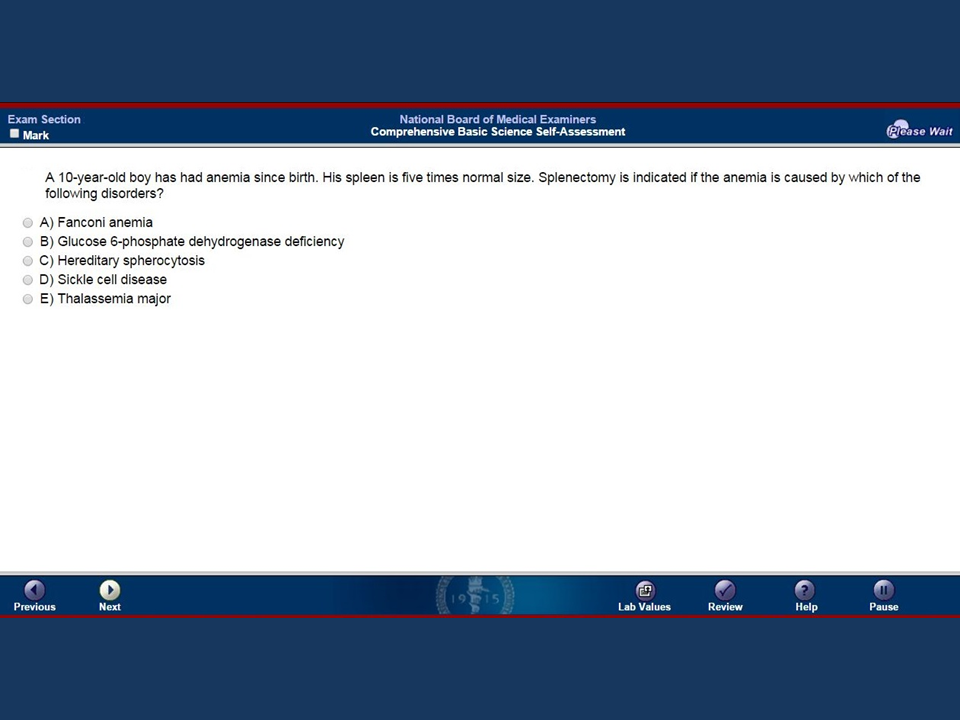 Exam Section
National Board of Medical Examiners
Mark
Comprehensive Basic Science Self-Assessment
Please Wait
A 10-year-old boy has had anemia since birth. His spleen is five times normal size. Splenectomy is indicated if the anemia is caused by which of the
following disorders?
A) Fanconi anemia
B) Glucose 6-phosphate dehydrogenase deficiency
C) Hereditary spherocytosis
D) Sickle cell disease
E) Thalassemia major
1915
Previous
Next
Lab Values
Review
Help
Pause